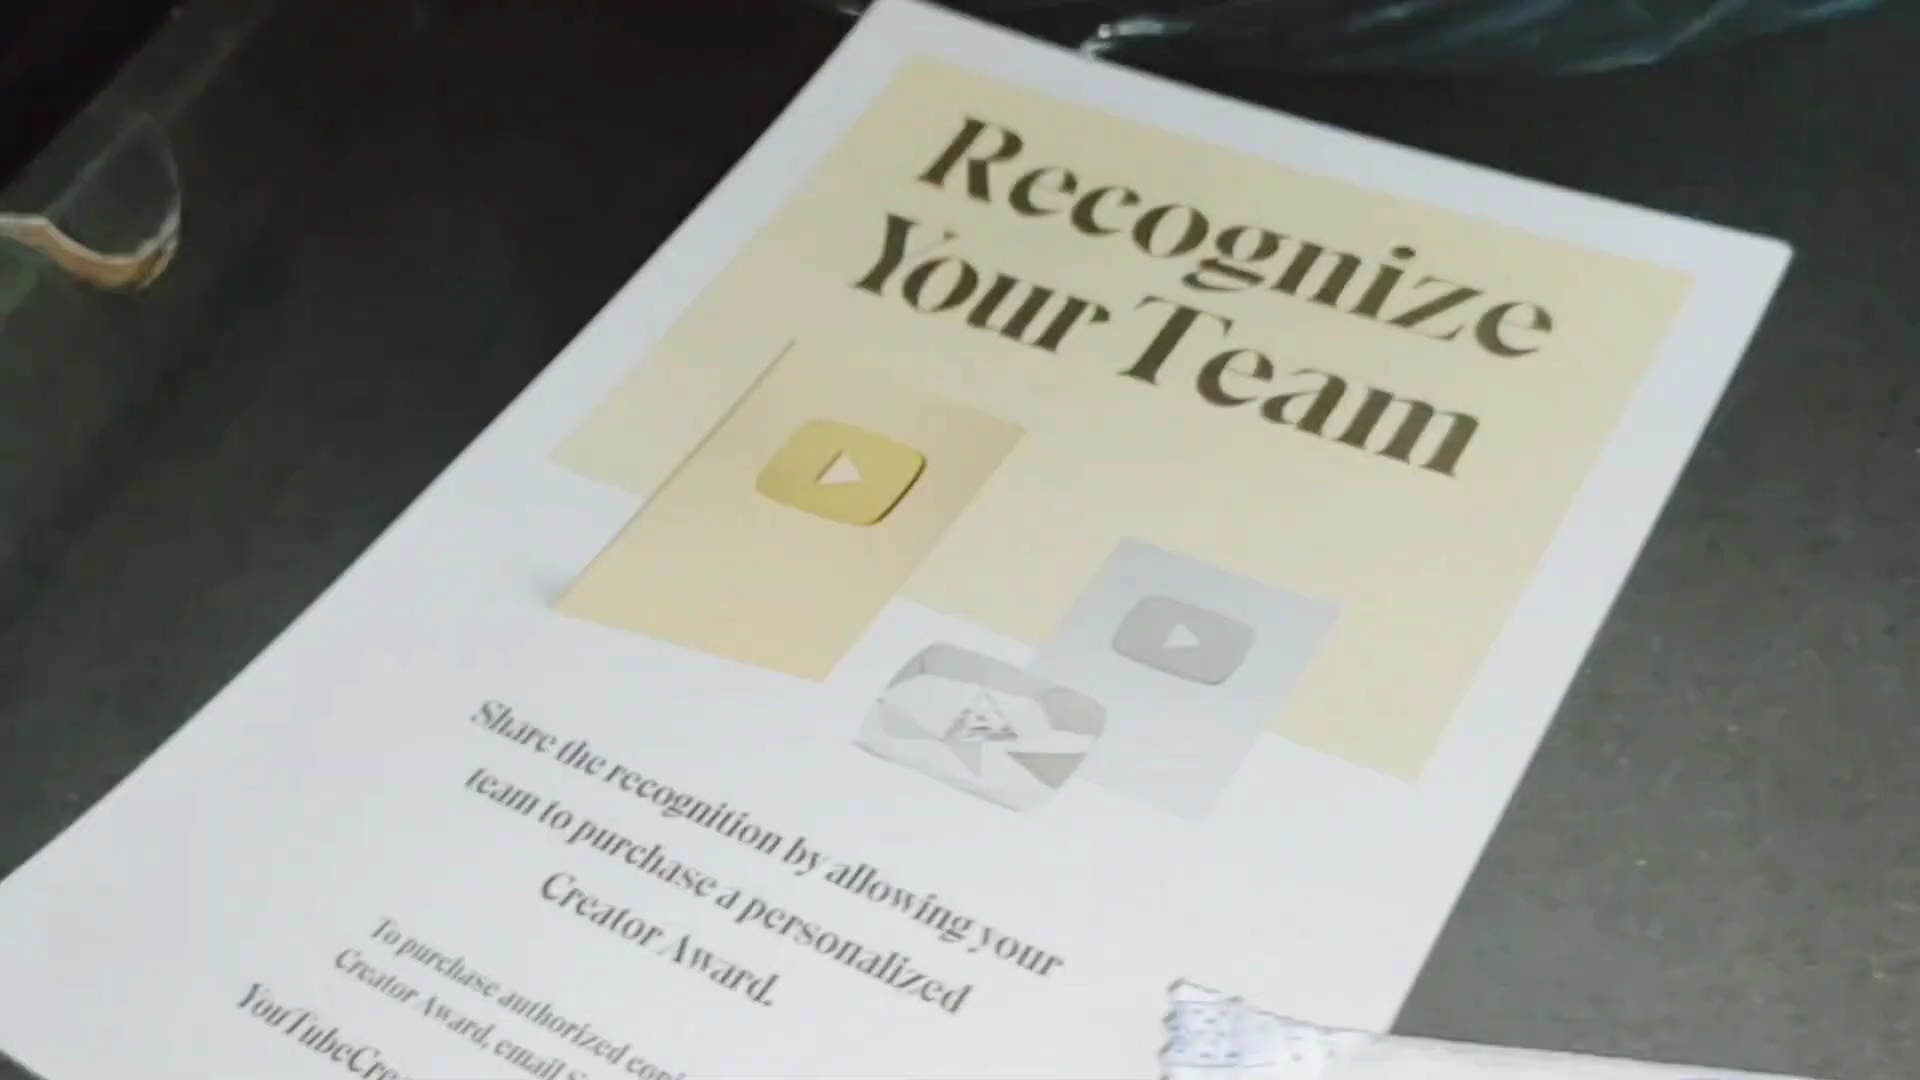 Recognize
Your Team
Share the recognition by allowing your
team to purchase a personalized
Creator Award.
To purchase authorized
Creator Award, email